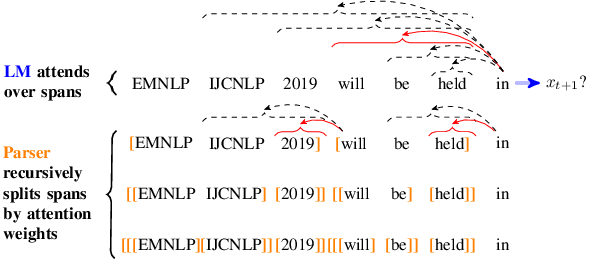 LM attends
over spans
EMNLP IJCNLP 2019 will be held in x_{t+1}?
Parser
recursively
splits spans
by attention
weights
[EMNLP IJCNLP 2019] [will be held] in
[[EMNLP IJCNLP] [2019]] [[will be] [held]] in
[[[EMNLP][IJCNLP]] [2019]][[[will] [be]] [held]] in